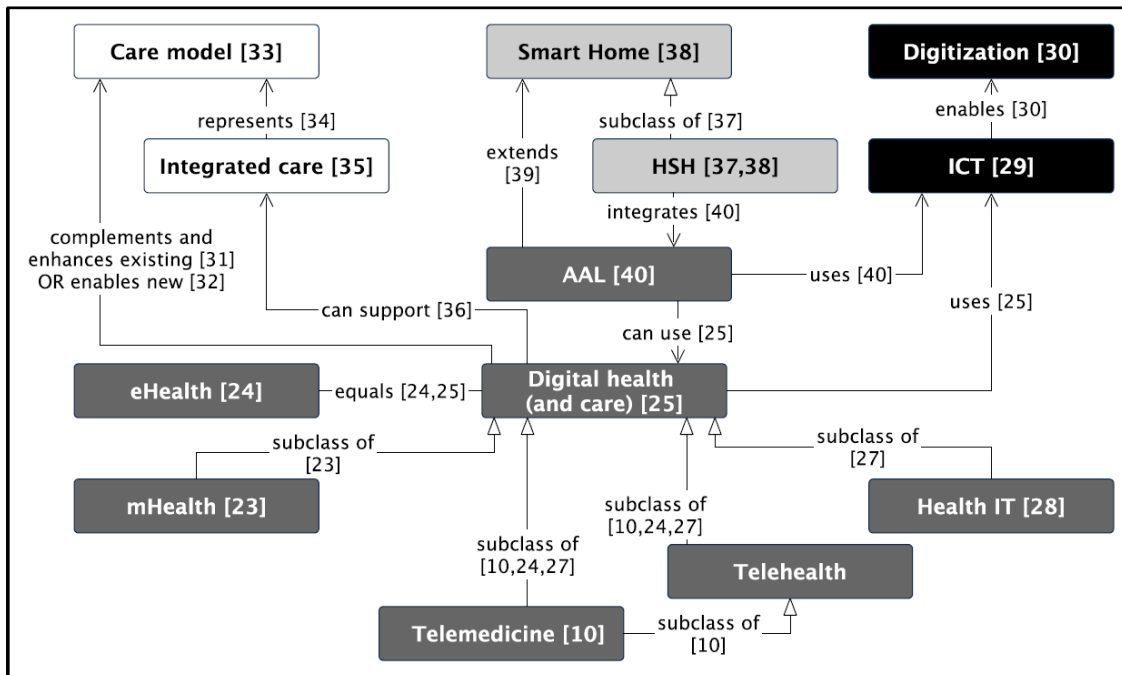 Care model [33]
Smart Home [38]
Digitization [30]
represents [34]
subclass of [37]
enables [30]
Integrated care [35]
extends
[39]
HSH [37,38]
ICT [29]
integrates [40]
complements and
enhances existing [31]
OR enables new [32]
AAL [40]
uses [40]
can support [36]
can use [25]
uses [25]
eHealth [24]
equals [24,25]
Digital health
(and care) [25]
subclass of
[23]
subclass of
[27]
mHealth [23]
Health IT [28]
subclass of
[10,24,27]
subclass of
[10,24,27]
Telehealth
Telemedicine [10]
subclass of
[10]